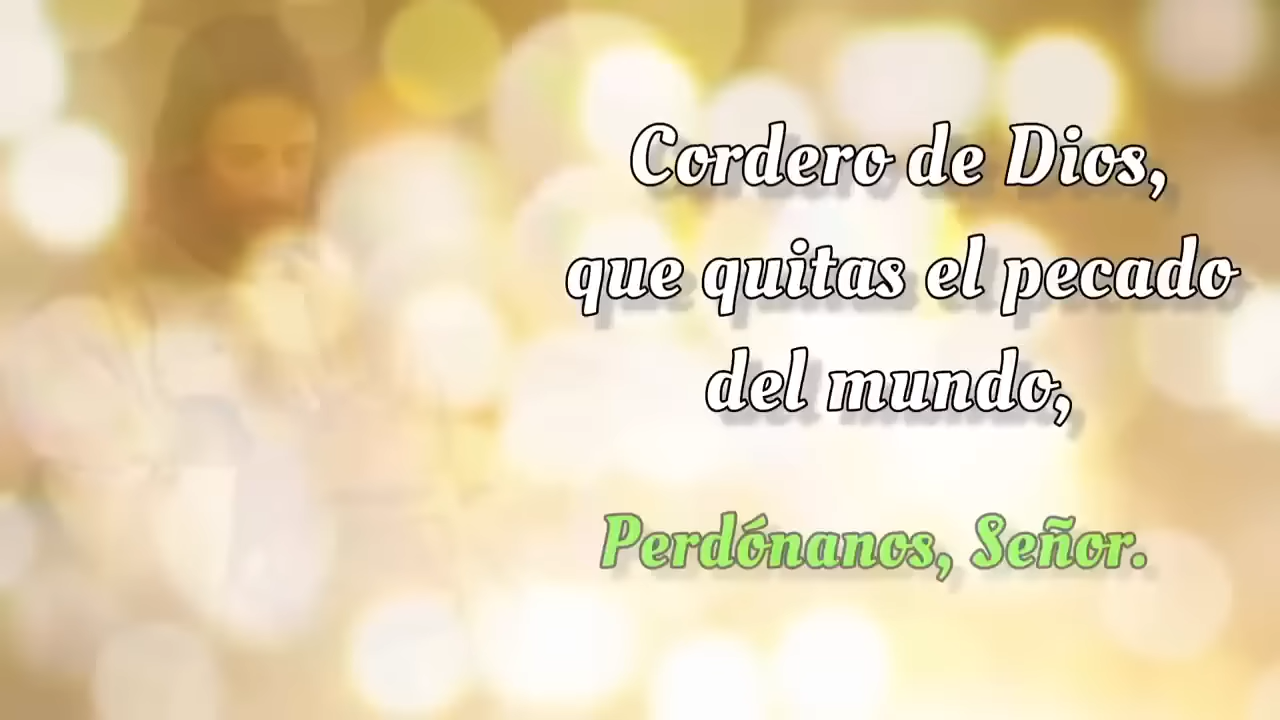 Cordero de Dios,
que quitas el pecado
del mundo,
Perdónanos, Señor.